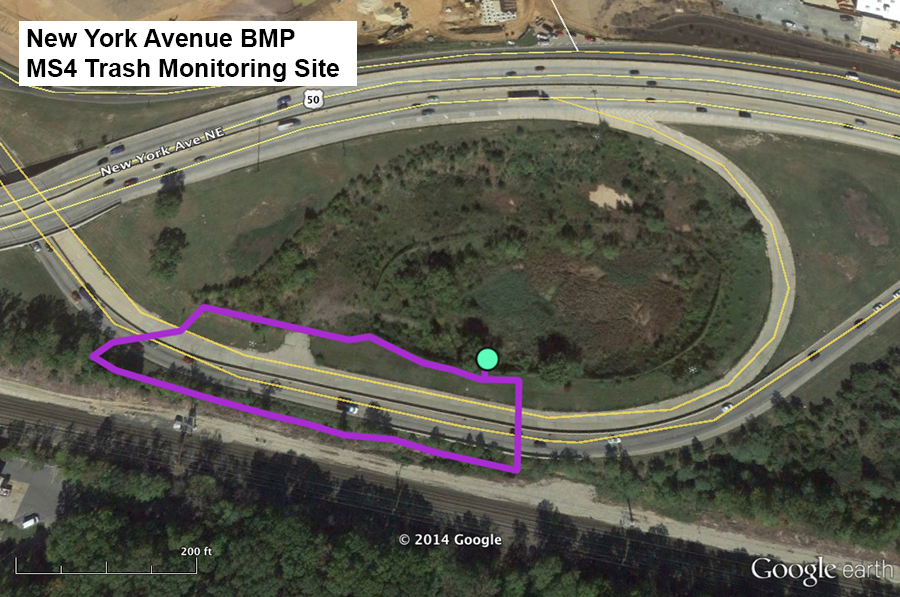 New York Avenue BMP
MS4 Trash Monitoring Site
50
New York Ave NE
200 ft
© 2014 Google
Google earth